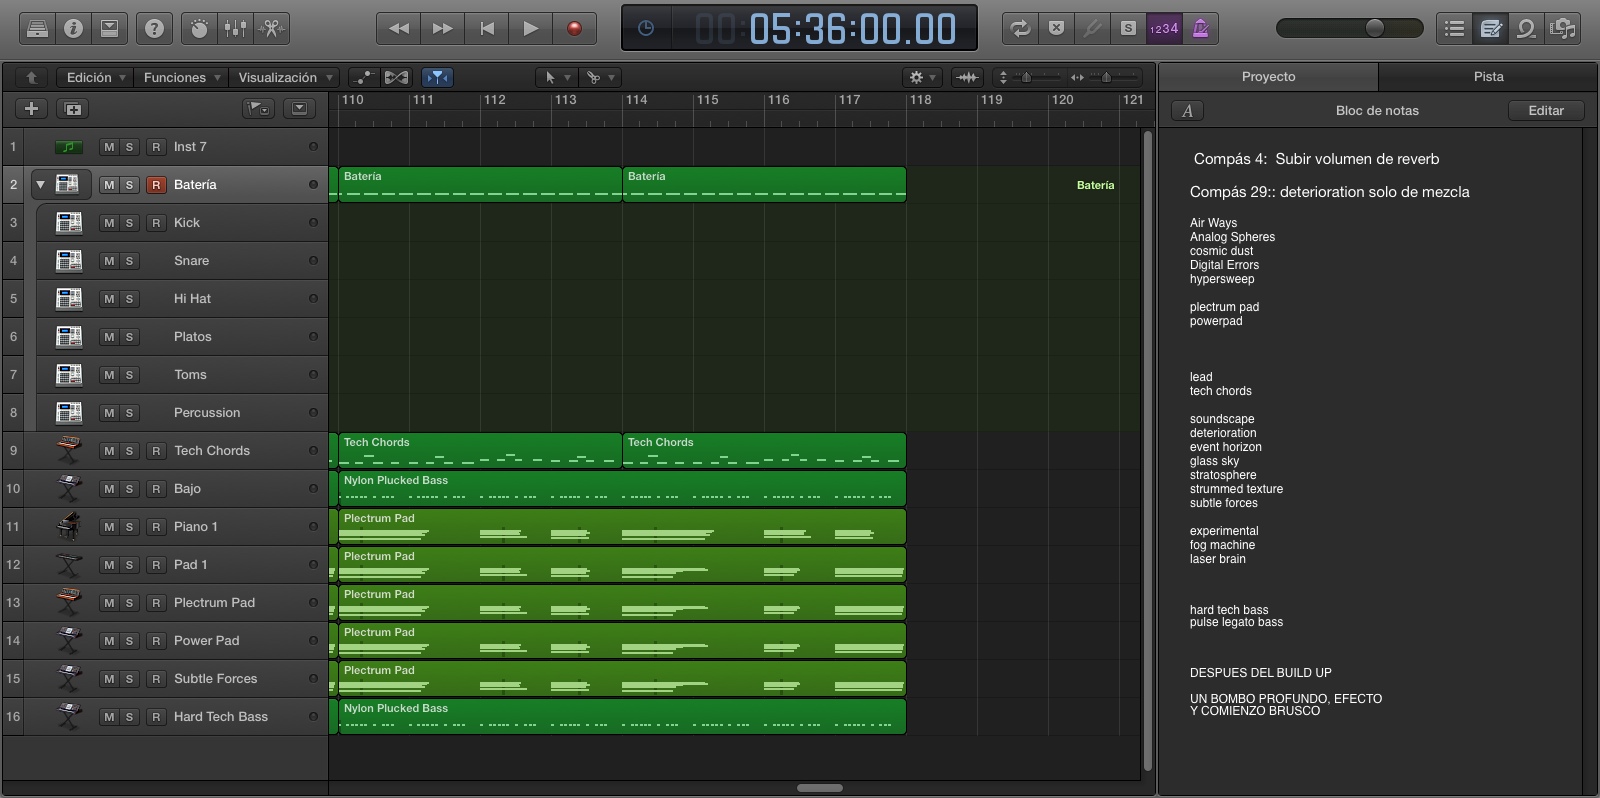 05:36:00.00
S
1234
Edición
Funciones
Visualización
Proyecto
Pista
110 111 112 113 114 115 116 117 118 119 120 121
A
Bloc de notas
Editar
1 M S R Inst 7
2 M S R Batería
Batería
Batería
Batería
3 M S R Kick
4 M S Snare
5 M S Hi Hat
6 M S Platos
7 M S Toms
8 M S Percussion
9 M S R Tech Chords
Tech Chords
Tech Chords
10 M S R Bajo
Nylon Plucked Bass
11 M S R Piano 1
Plectrum Pad
12 M S R Pad 1
Plectrum Pad
13 M S R Plectrum Pad
Plectrum Pad
14 M S R Power Pad
Plectrum Pad
15 M S R Subtle Forces
Plectrum Pad
16 M S R Hard Tech Bass
Nylon Plucked Bass
Compás 4:  Subir volumen de reverb
Compás 29:: deterioration solo de mezcla
Air Ways
Analog Spheres
cosmic dust
Digital Errors
hypersweep
plectrum pad
powerpad
lead
tech chords
soundscape
deterioration
event horizon
glass sky
stratosphere
strummed texture
subtle forces
experimental
fog machine
laser brain
hard tech bass
pulse legato bass
DESPUES DEL BUILD UP
UN BOMBO PROFUNDO, EFECTO
Y COMIENZO BRUSCO